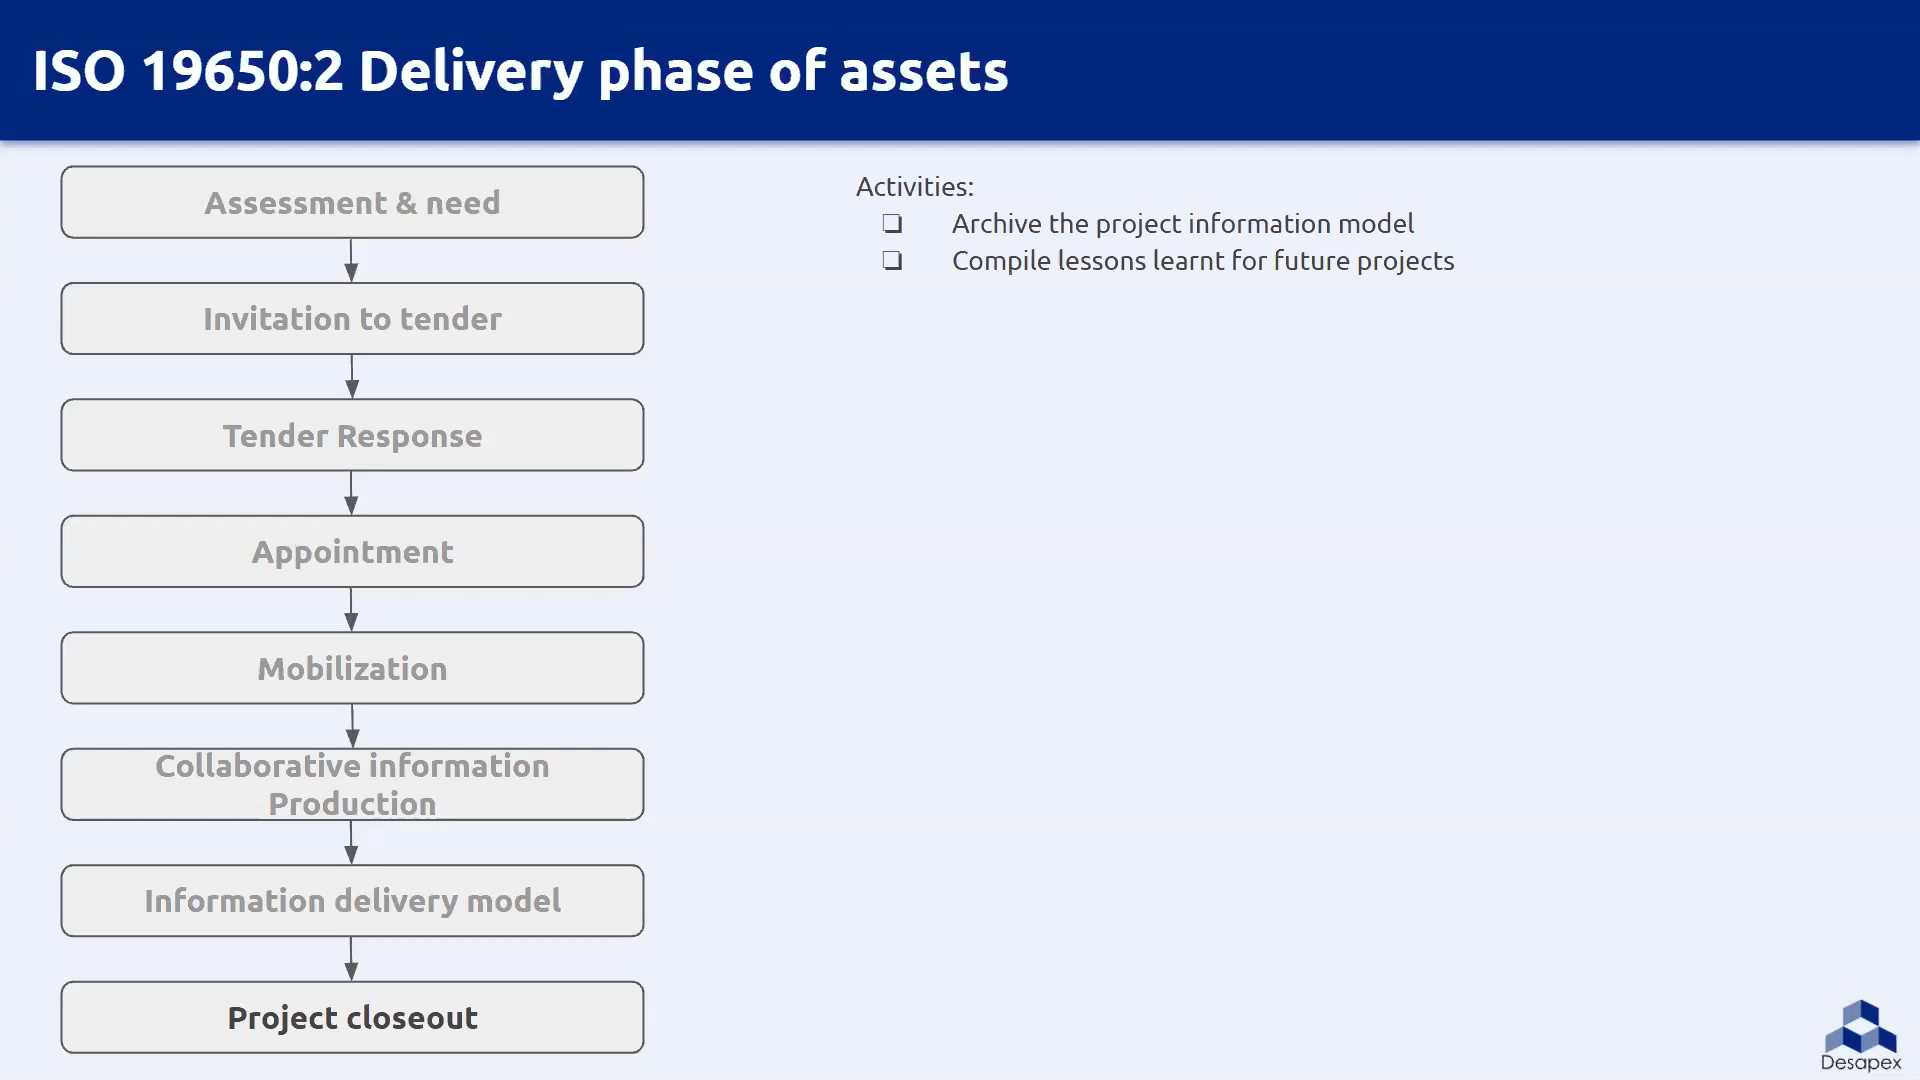 ISO 19650:2 Delivery phase of assets
Assessment & need
Invitation to tender
Tender Response
Appointment
Mobilization
Collaborative information
Production
Information delivery model
Project closeout
Activities:
❏ Archive the project information model
❏ Compile lessons learnt for future projects
Desapex